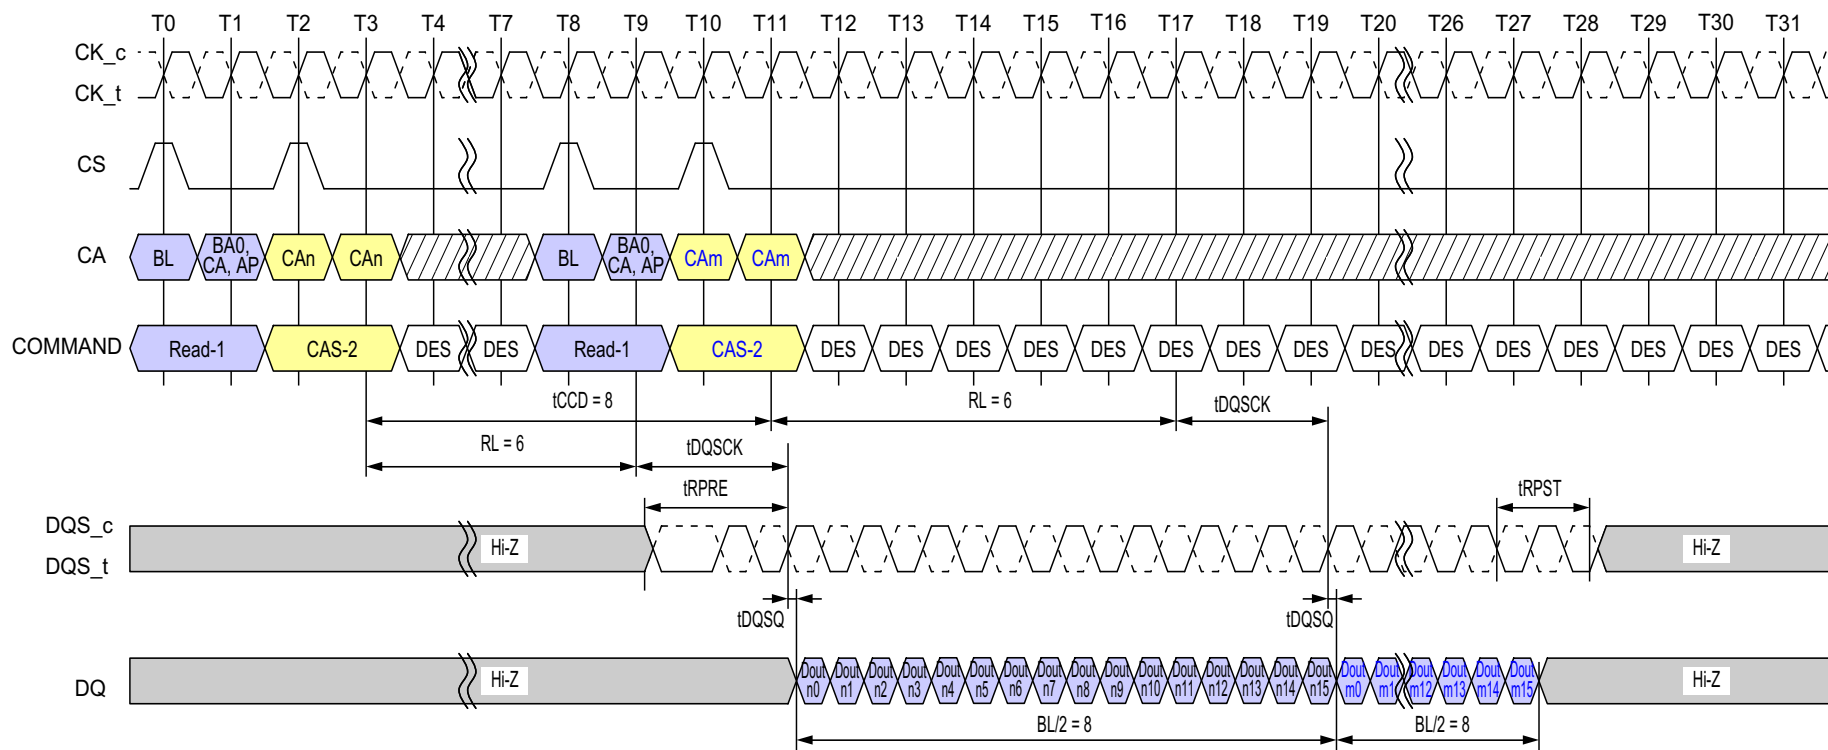 T0 T1 T2 T3 T4 T7 T8 T9 T10 T11 T12 T13 T14 T15 T16 T17 T18 T19 T20 T26 T27 T28 T29 T30 T31
CK_c
CK_t
CS
CA
BL
BA0,
CA, AP
CAn
CAn
BL
BA0,
CA, AP
CAm
CAm
COMMAND
Read-1
CAS-2
DES
DES
Read-1
CAS-2
DES DES DES DES DES DES DES DES DES DES DES DES DES DES DES
tCCD = 8
RL = 6
tDQSCK
RL = 6
tDQSCK
tRPRE
tRPST
DQS_c
DQS_t
Hi-Z
Hi-Z
tDQSQ
tDQSQ
DQ
Hi-Z
Dout
n0
Dout
n1
Dout
n2
Dout
n3
Dout
n4
Dout
n5
Dout
n6
Dout
n7
Dout
n8
Dout
n9
Dout
n10
Dout
n11
Dout
n12
Dout
n13
Dout
n14
Dout
n15
Dout
m0
Dout
m1
Dout
m12
Dout
m13
Dout
m14
Dout
m15
Hi-Z
BL/2 = 8
BL/2 = 8